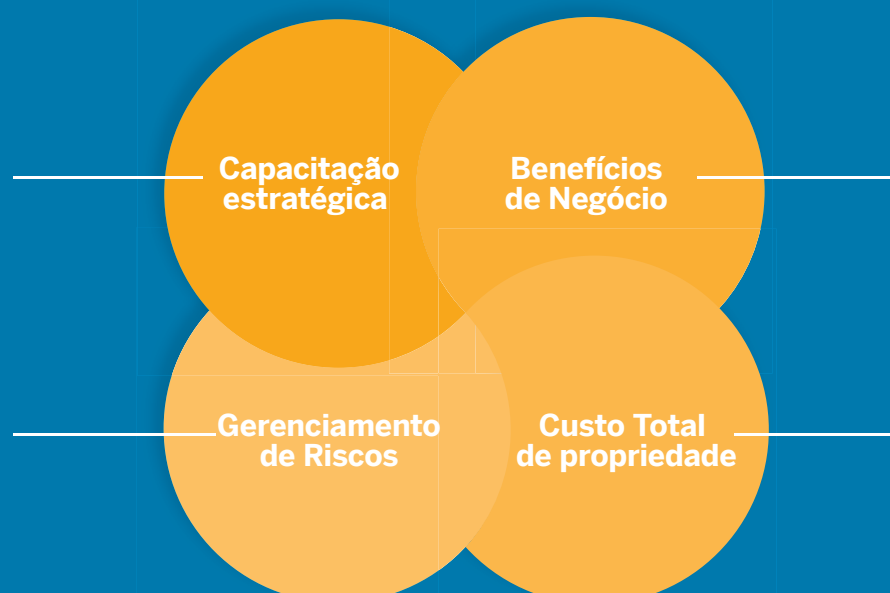 Capacitação
estratégica
Benefícios
de Negócio
Gerenciamento
de Riscos
Custo Total
de propriedade